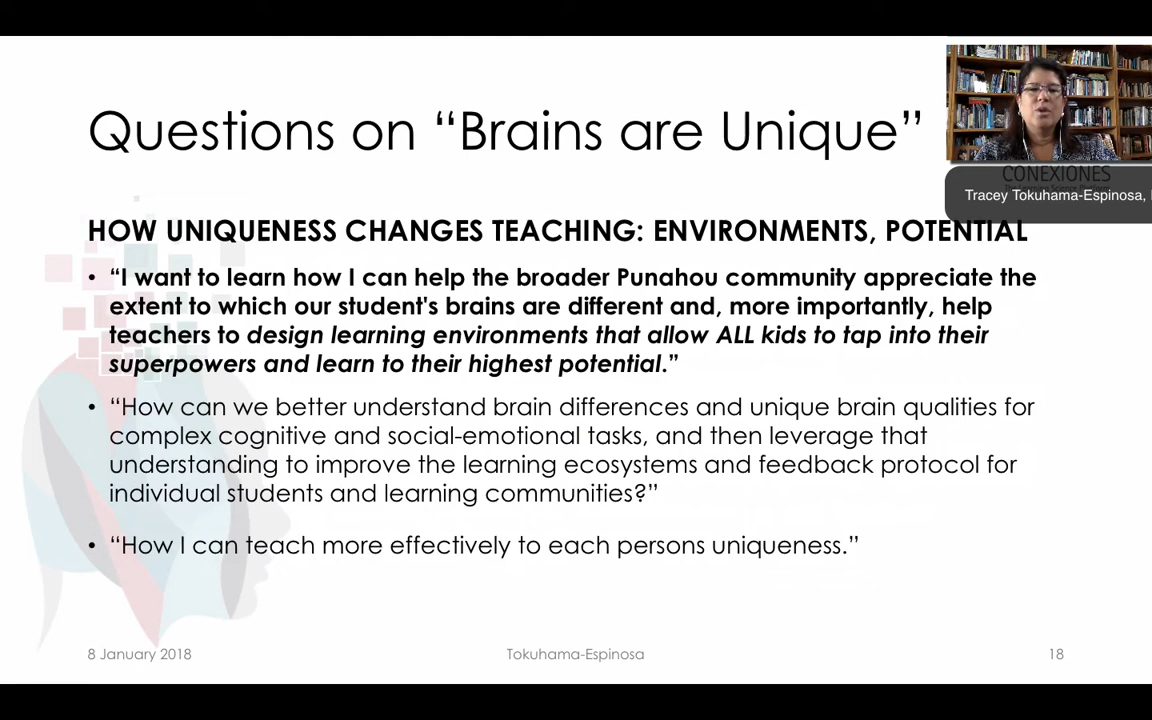 Questions on “Brains are Unique”
CONEXIONES
Tracey Tokuhama-Espinosa,
HOW UNIQUENESS CHANGES TEACHING: ENVIRONMENTS, POTENTIAL
• “I want to learn how I can help the broader Punahou community appreciate the
extent to which our student's brains are different and, more importantly, help
teachers to design learning environments that allow ALL kids to tap into their
superpowers and learn to their highest potential.”
• “How can we better understand brain differences and unique brain qualities for
complex cognitive and social-emotional tasks, and then leverage that
understanding to improve the learning ecosystems and feedback protocol for
individual students and learning communities?”
• “How I can teach more effectively to each persons uniqueness.”
8 January 2018
Tokuhama-Espinosa
18